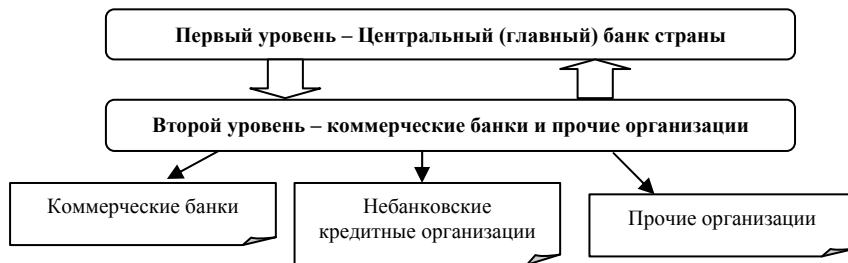 Первый уровень – Центральный (главный) банк страны
Второй уровень – коммерческие банки и прочие организации
Коммерческие банки
Небанковские
кредитные организации
Прочие организации